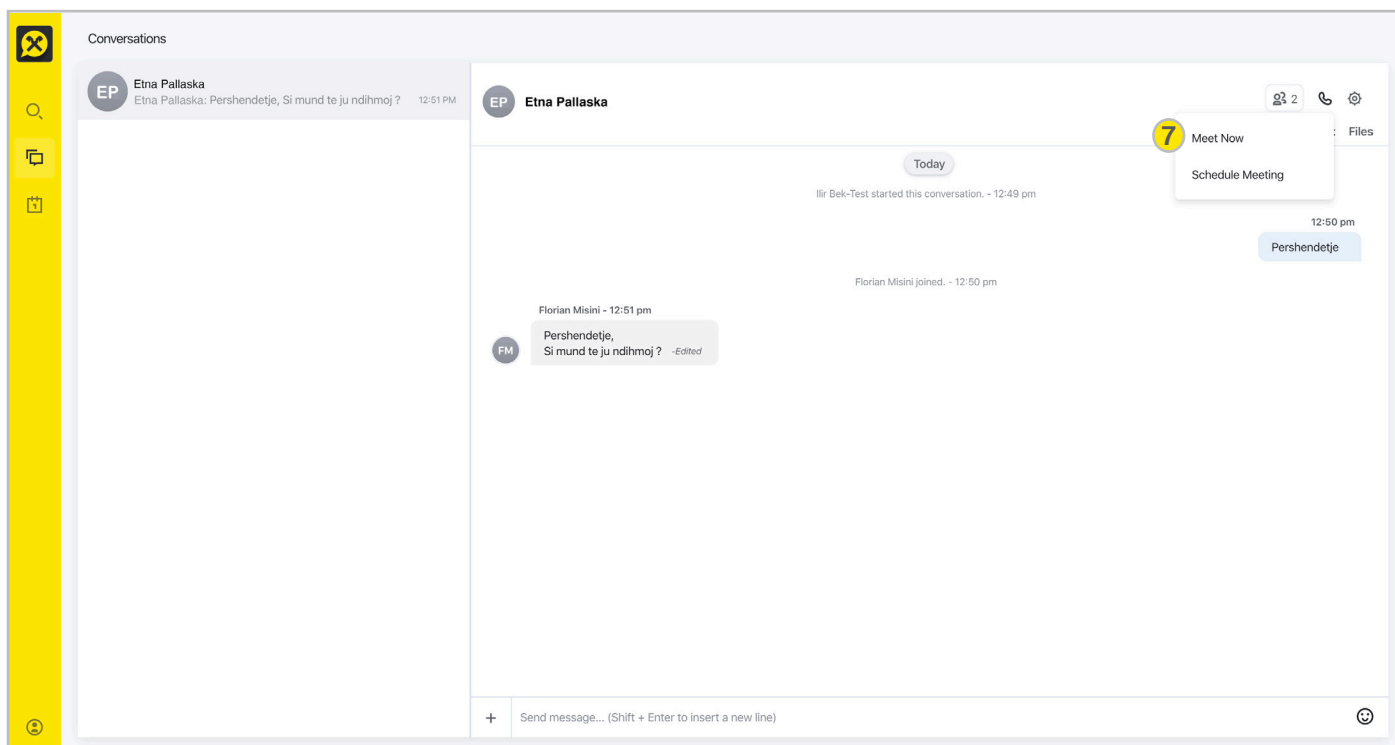 Conversations
EP
Etna Pallaska
Etna Pallaska: Pershendetje, Si mund te ju ndihmoj ? 12:51 PM
EP Etna Pallaska
2
Files
7 Meet Now
Schedule Meeting
Today
Ilir Bek-Test started this conversation. - 12:49 pm
12:50 pm
Pershendetje
Florian Misini joined. - 12:50 pm
Florian Misini - 12:51 pm
FM
Pershendetje,
Si mund te ju ndihmoj ? -Edited
1
+ Send message... (Shift + Enter to insert a new line)